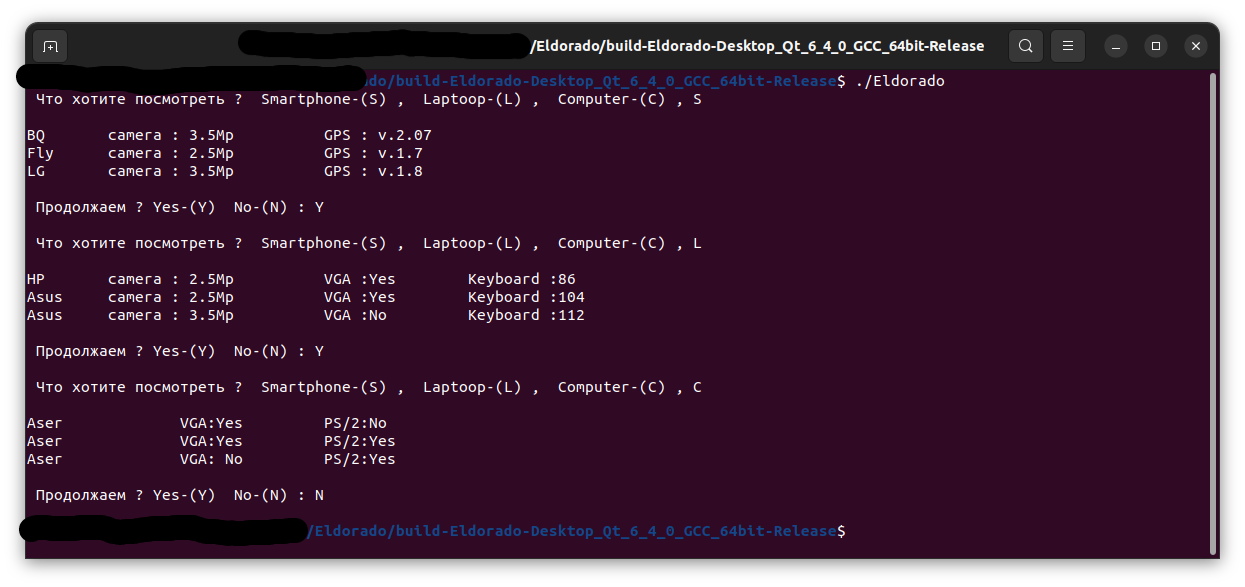 /Eldorado/build-Eldorado-Desktop_Qt_6_4_0_GCC_64bit-Release
do/build-Eldorado-Desktop_Qt_6_4_0_GCC_64bit-Release$ ./Eldorado
Что хотите посмотреть ?  Smartphone-(S) ,  Laptoop-(L) ,  Computer-(C) , S
BQ       camera : 3.5Mp          GPS : v.2.07
Fly      camera : 2.5Mp          GPS : v.1.7
LG       camera : 3.5Mp          GPS : v.1.8
Продолжаем ? Yes-(Y)  No-(N) : Y
Что хотите посмотреть ?  Smartphone-(S) ,  Laptoop-(L) ,  Computer-(C) , L
HP       camera : 2.5Mp          VGA :Yes        Keyboard :86
Asus     camera : 2.5Mp          VGA :Yes        Keyboard :104
Asus     camera : 3.5Mp          VGA :No         Keyboard :112
Продолжаем ? Yes-(Y)  No-(N) : Y
Что хотите посмотреть ?  Smartphone-(S) ,  Laptoop-(L) ,  Computer-(C) , C
Aser             VGA:Yes         PS/2:No
Aser             VGA:Yes         PS/2:Yes
Aser             VGA: No         PS/2:Yes
Продолжаем ? Yes-(Y)  No-(N) : N
/Eldorado/build-Eldorado-Desktop_Qt_6_4_0_GCC_64bit-Release$